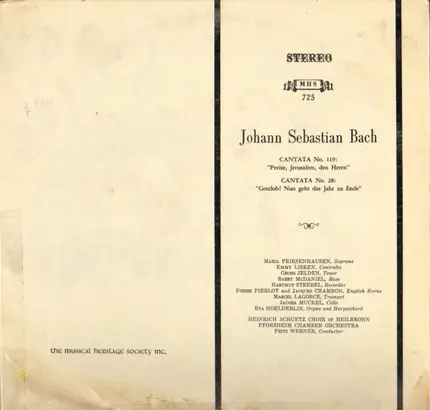 STEREO
MHS
725
Johann Sebastian Bach
CANTATA No. 119:
"Preise, Jerusalem, den Herrn"
CANTATA No. 28:
"Gottlob! Nun geht das Jahr zu Ende"
MARIA FRIESENHAUSEN, Soprano
EMMY LISKEN, Contralto
GEORG JELDEN, Tenor
BARRY MCDANIEL, Bass
HARTMUT STREBEL, Recorder
PIERRE PIERLOT and JACQUES CHAMBON, English Horns
MARCEL LAGORCE, Trumpet
JACOBA MUCKEL, Cello
EVA HOELDERLIN, Organ and Harpsichord
HEINRICH SCHUETZ CHOIR OF HEILBRONN
PFORZHEIM CHAMBER ORCHESTRA
FRITZ WERNER, Conductor
the musical heritage society inc.